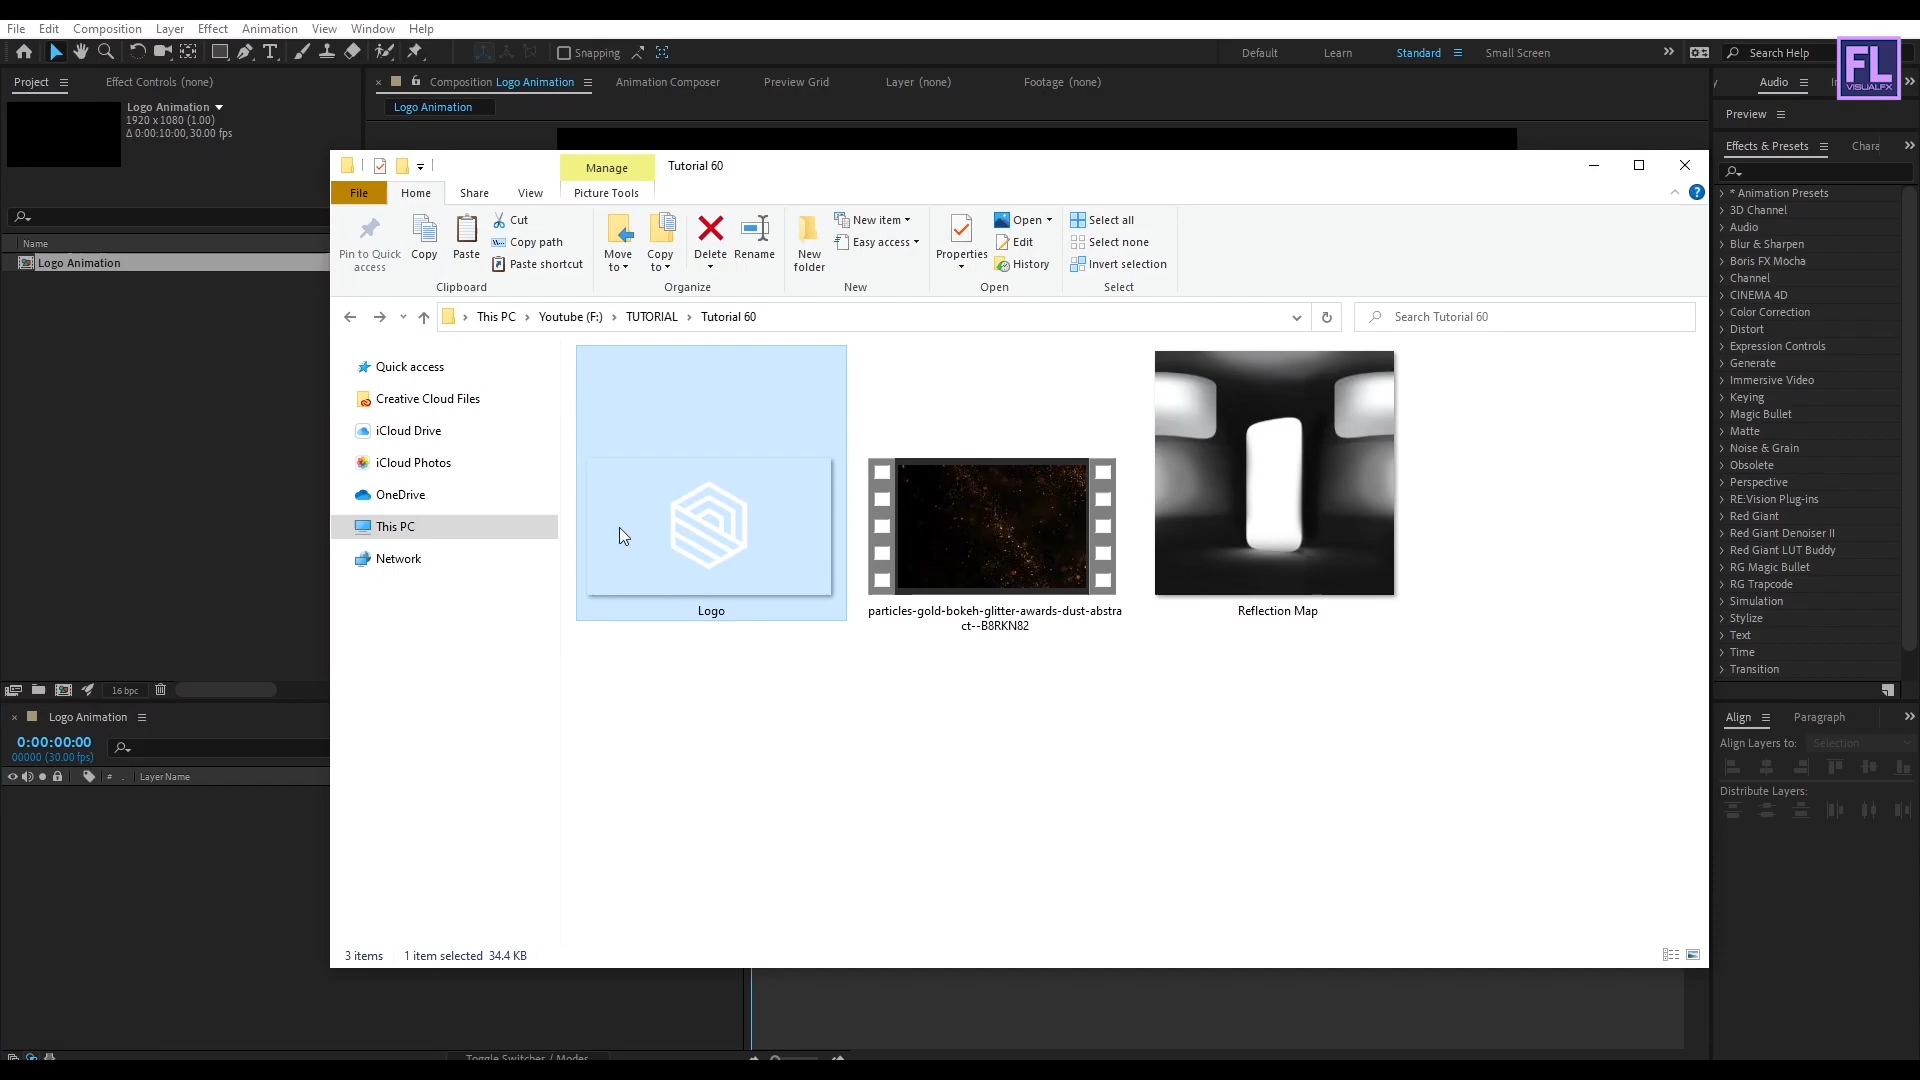 File Edit Composition Layer Effect Animation View Window Help
Snapping Default Learn Standard Small Screen Search Help
FL
VISUALFX
Project Effect Controls (none) Composition Logo Animation Animation Composer Preview Grid Layer (none) Footage (none) Audio
Logo Animation
Logo Animation
1920 x 1080 (1.00)
Δ 0:00:10:00, 30.00 fps
Preview
Effects & Presets Chara
Manage Tutorial 60
File Home Share View Picture Tools
Pin to Quick access
Copy
Paste
Cut
Copy path
Paste shortcut
Clipboard
Move to
Copy to
Delete
Rename
Organize
New folder
New item
Easy access
New
Properties
Open
Edit
History
Open
Select all
Select none
Invert selection
Select
This PC Youtube (F:) TUTORIAL Tutorial 60 Search Tutorial 60
Quick access
Creative Cloud Files
iCloud Drive
iCloud Photos
OneDrive
This PC
Network
Logo
particles-gold-bokeh-glitter-awards-dust-abstra
ct--B8RKN82
Reflection Map
3 items 1 item selected 34.4 KB
Name
Logo Animation
16 bpc
Logo Animation
0:00:00:00
00000 (30.00 fps)
# . Layer Name
Toggle Switches / Modes
* Animation Presets
3D Channel
Audio
Blur & Sharpen
Boris FX Mocha
Channel
CINEMA 4D
Color Correction
Distort
Expression Controls
Generate
Immersive Video
Keying
Magic Bullet
Matte
Noise & Grain
Obsolete
Perspective
RE:Vision Plug-ins
Red Giant
Red Giant Denoiser II
Red Giant LUT Buddy
RG Magic Bullet
RG Trapcode
Simulation
Stylize
Text
Time
Transition
Align Paragraph
Align Layers to: Selection
Distribute Layers: